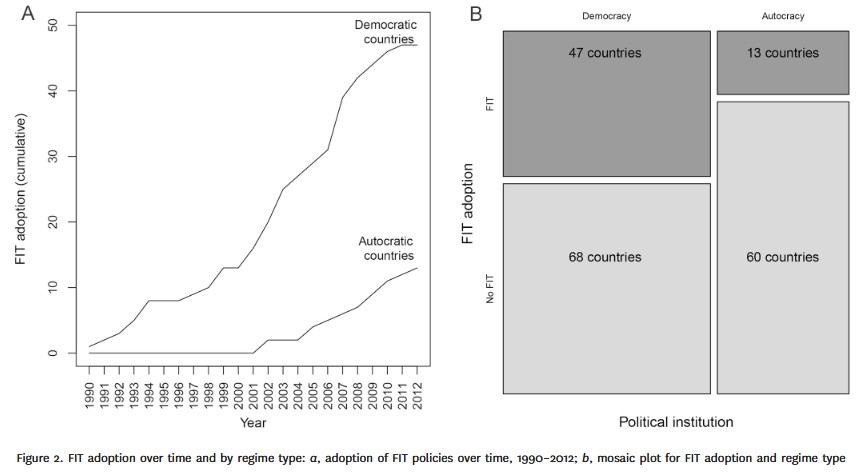 A
FIT adoption (cumulative)
50
40
30
20
10
0
Democratic
countries
Autocratic
countries
1990
1991
1992
1993
1994
1995
1996
1997
1998
1999
2000
2001
2002
2003
2004
2005
2006
2007
2008
2009
2010
2011
2012
Year
B
Democracy
Autocracy
FIT adoption
FIT
47 countries
13 countries
No FIT
68 countries
60 countries
Political institution
Figure 2. FIT adoption over time and by regime type: a, adoption of FIT policies over time, 1990–2012; b, mosaic plot for FIT adoption and regime type